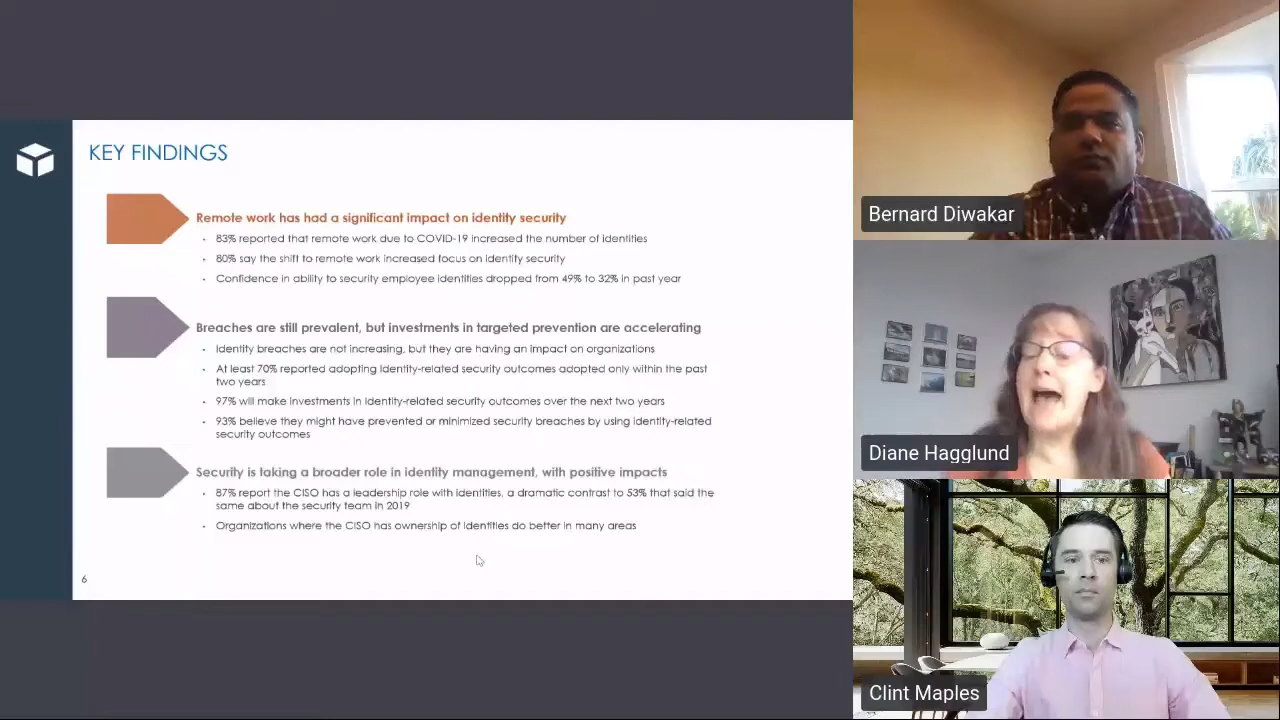 KEY FINDINGS
Remote work has had a significant impact on identity security
• 83% reported that remote work due to COVID-19 increased the number of identities
• 80% say the shift to remote work increased focus on identity security
• Confidence in ability to security employee identities dropped from 49% to 32% in past year
Breaches are still prevalent, but investments in targeted prevention are accelerating
• Identity breaches are not increasing, but they are having an impact on organizations
• At least 70% reported adopting identity-related security outcomes adopted only within the past
two years
• 97% will make investments in identity-related security outcomes over the next two years
• 93% believe they might have prevented or minimized security breaches by using identity-related
security outcomes
Security is taking a broader role in identity management, with positive impacts
• 87% report the CISO has a leadership role with identities, a dramatic contrast to 53% that said the
same about the security team in 2019
• Organizations where the CISO has ownership of identities do better in many areas
6
Bernard Diwakar
Diane Hagglund
Clint Maples